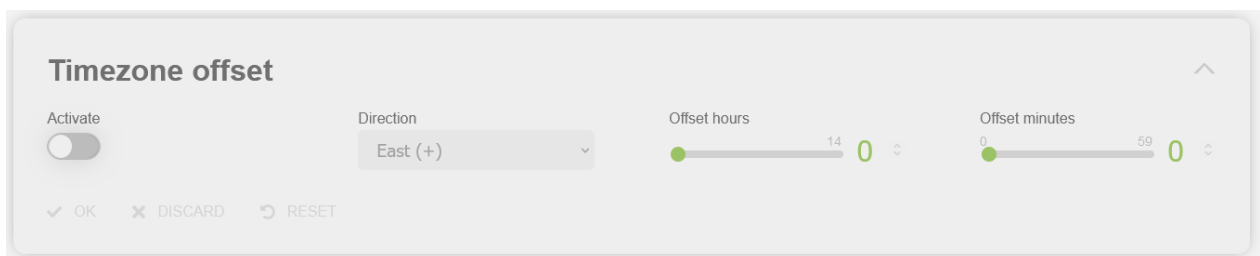 Timezone offset
Activate
Direction
Offset hours
Offset minutes
East (+)
14
0
0
59
0
OK
DISCARD
RESET